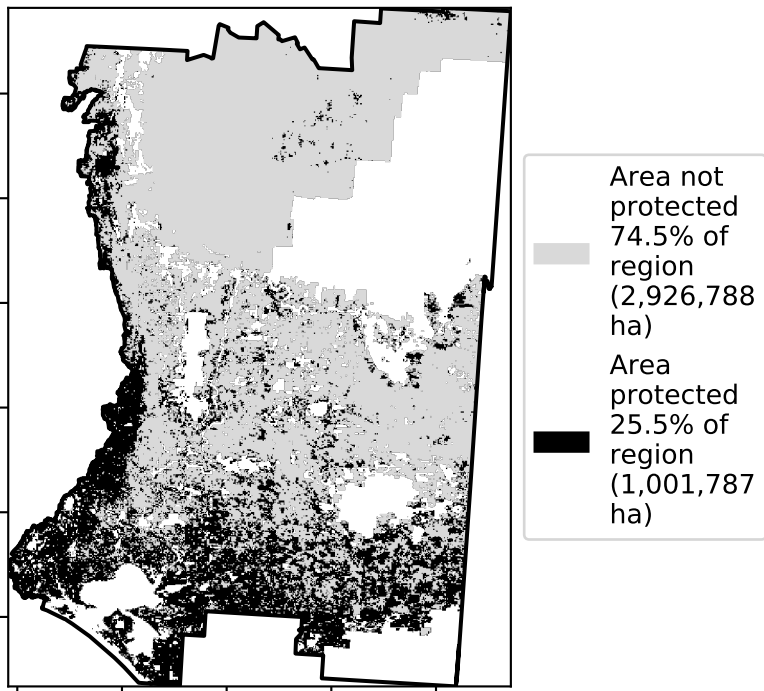 Area not
protected
74.5% of
region
(2,926,788
ha)
Area
protected
25.5% of
region
(1,001,787
ha)